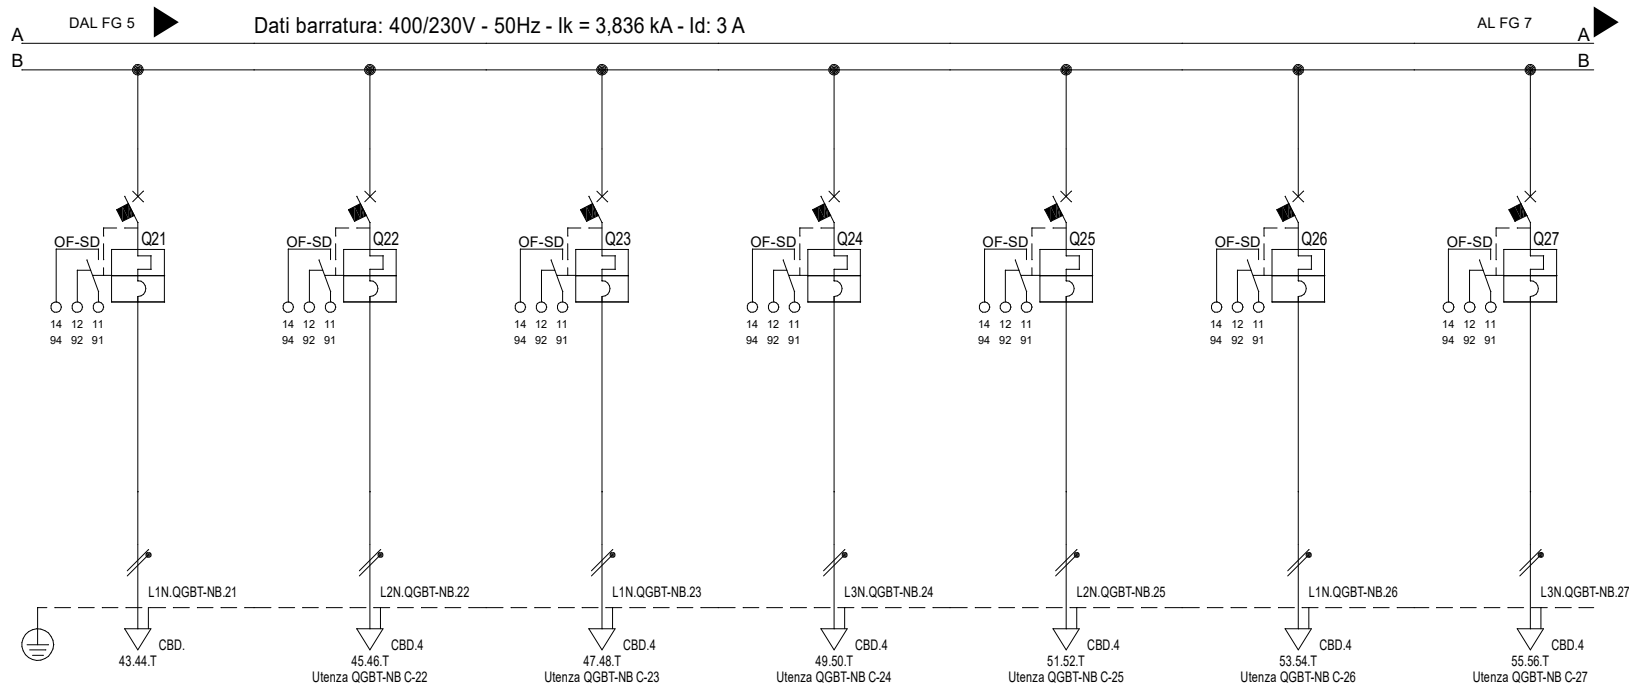 DAL FG 5 Dati barratura: 400/230V - 50Hz - Ik = 3,836 kA - Id: 3 A AL FG 7
A A
B B
OF-SD Q21 OF-SD Q22 OF-SD Q23 OF-SD Q24 OF-SD Q25 OF-SD Q26 OF-SD Q27
14 12 11 14 12 11 14 12 11 14 12 11 14 12 11 14 12 11 14 12 11
94 92 91 94 92 91 94 92 91 94 92 91 94 92 91 94 92 91 94 92 91
L1N.QGBT-NB.21 L2N.QGBT-NB.22 L1N.QGBT-NB.23 L3N.QGBT-NB.24 L2N.QGBT-NB.25 L1N.QGBT-NB.26 L3N.QGBT-NB.27
CBD. CBD.4 CBD.4 CBD.4 CBD.4 CBD.4 CBD.4
43.44.T 45.46.T 47.48.T 49.50.T 51.52.T 53.54.T 55.56.T
Utenza QGBT-NB C-22 Utenza QGBT-NB C-23 Utenza QGBT-NB C-24 Utenza QGBT-NB C-25 Utenza QGBT-NB C-26 Utenza QGBT-NB C-27